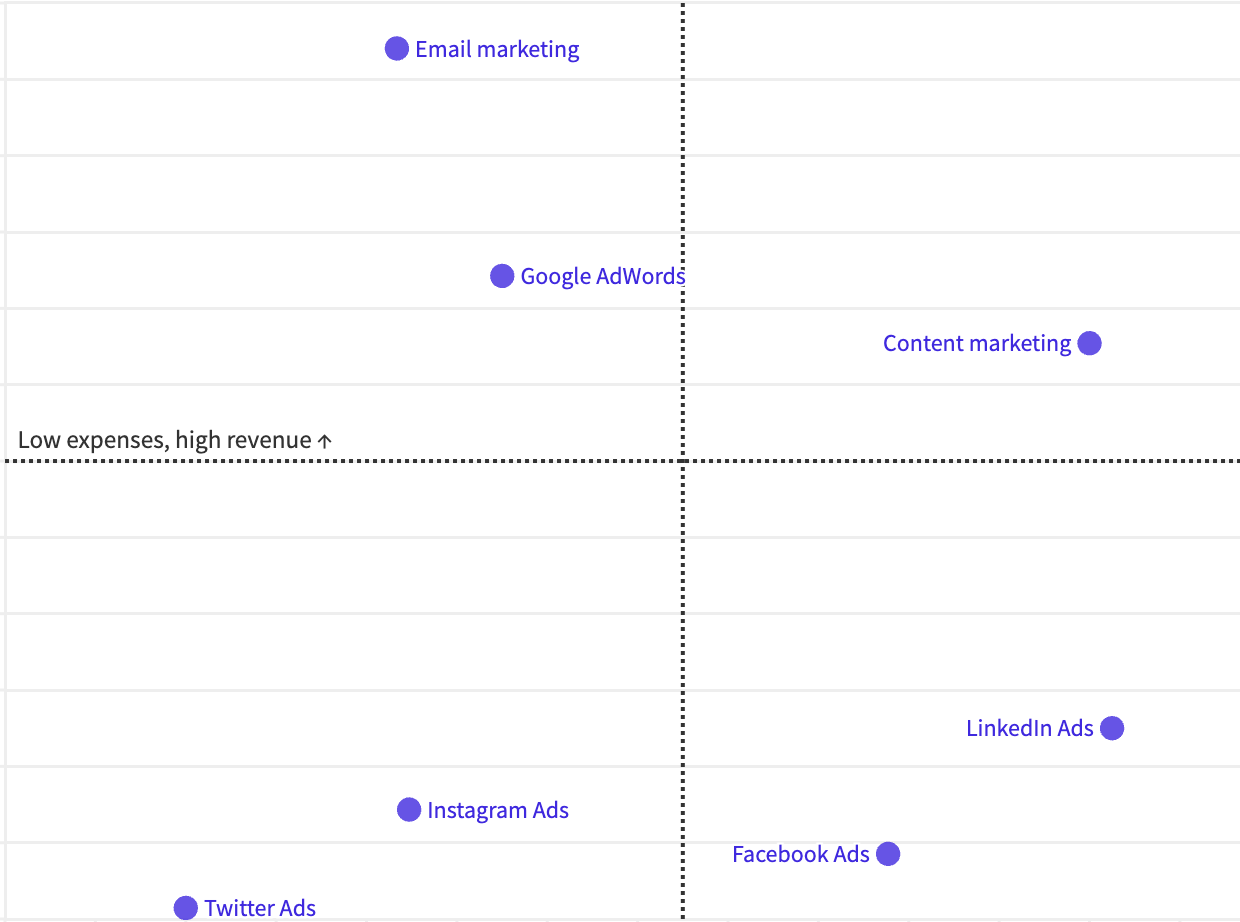 Email marketing
Google AdWords
Content marketing
Low expenses, high revenue ↑
LinkedIn Ads
Instagram Ads
Facebook Ads
Twitter Ads